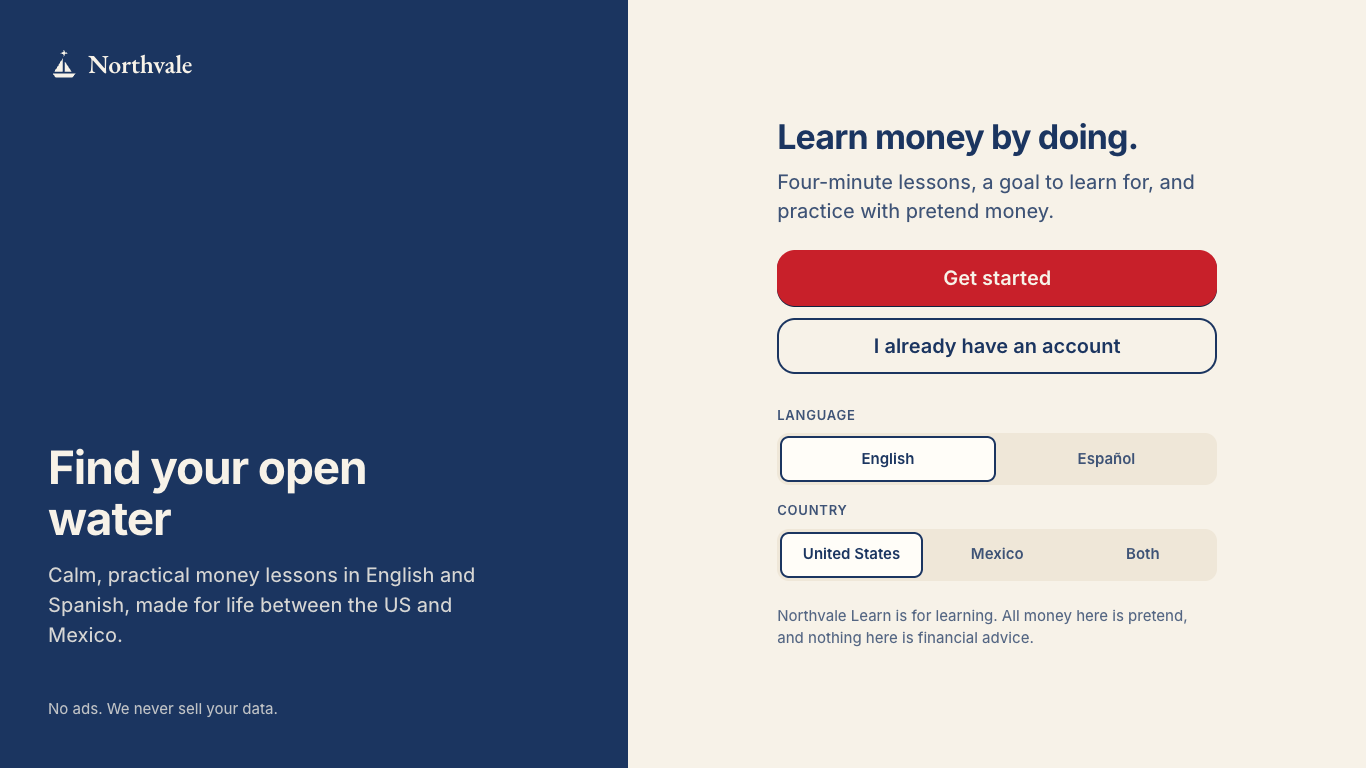 Northvale
Find your open
water
Calm, practical money lessons in English and
Spanish, made for life between the US and
Mexico.
No ads. We never sell your data.
Learn money by doing.
Four-minute lessons, a goal to learn for, and
practice with pretend money.
Get started
I already have an account
LANGUAGE
English
Español
COUNTRY
United States
Mexico
Both
Northvale Learn is for learning. All money here is pretend,
and nothing here is financial advice.